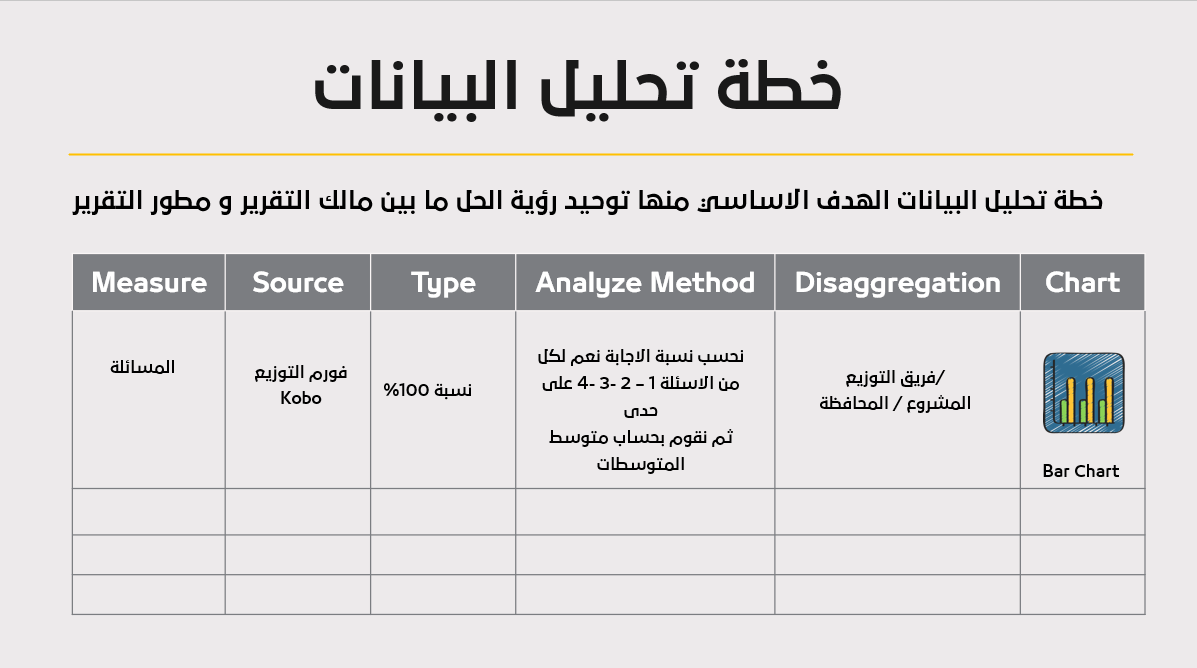 خطة تحليل البيانات
خطة تحليل البيانات الهدف الاساسي منها توحيد رؤية الحل ما بين مالك التقرير و مطور التقرير
Measure
Source
Type
Analyze Method
Disaggregation
Chart
المسائلة
فورم التوزيع
Kobo
نسبة 100%
نحسب نسبة الاجابة نعم لكل
من الاسئلة 1 – 2 -3 -4 على
حدى
ثم نقوم بحساب متوسط
المتوسطات
فريق التوزيع/
المشروع / المحافظة
Bar Chart